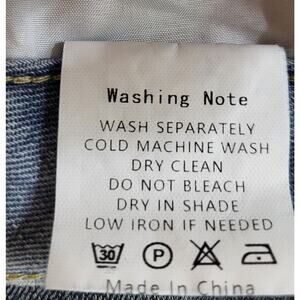 Washing Note
WASH SEPARATELY
COLD MACHINE WASH
DRY CLEAN
DO NOT BLEACH
DRY IN SHADE
LOW IRON IF NEEDED
30 P
Made In China